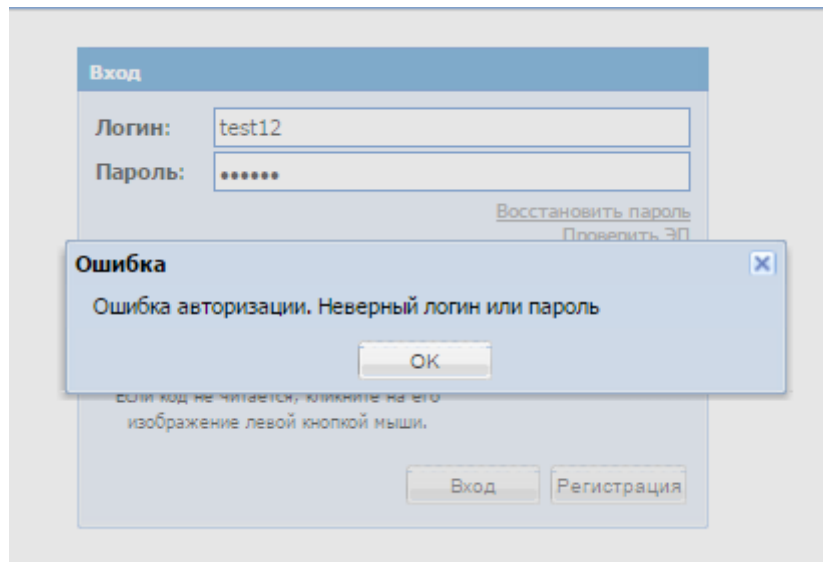 Вход
Логин: test12
Пароль: ••••••
Восстановить пароль
Проверить ЭП
Ошибка
Ошибка авторизации. Неверный логин или пароль
OK
Если код не читается, кликните на его
изображение левой кнопкой мыши.
Вход Регистрация